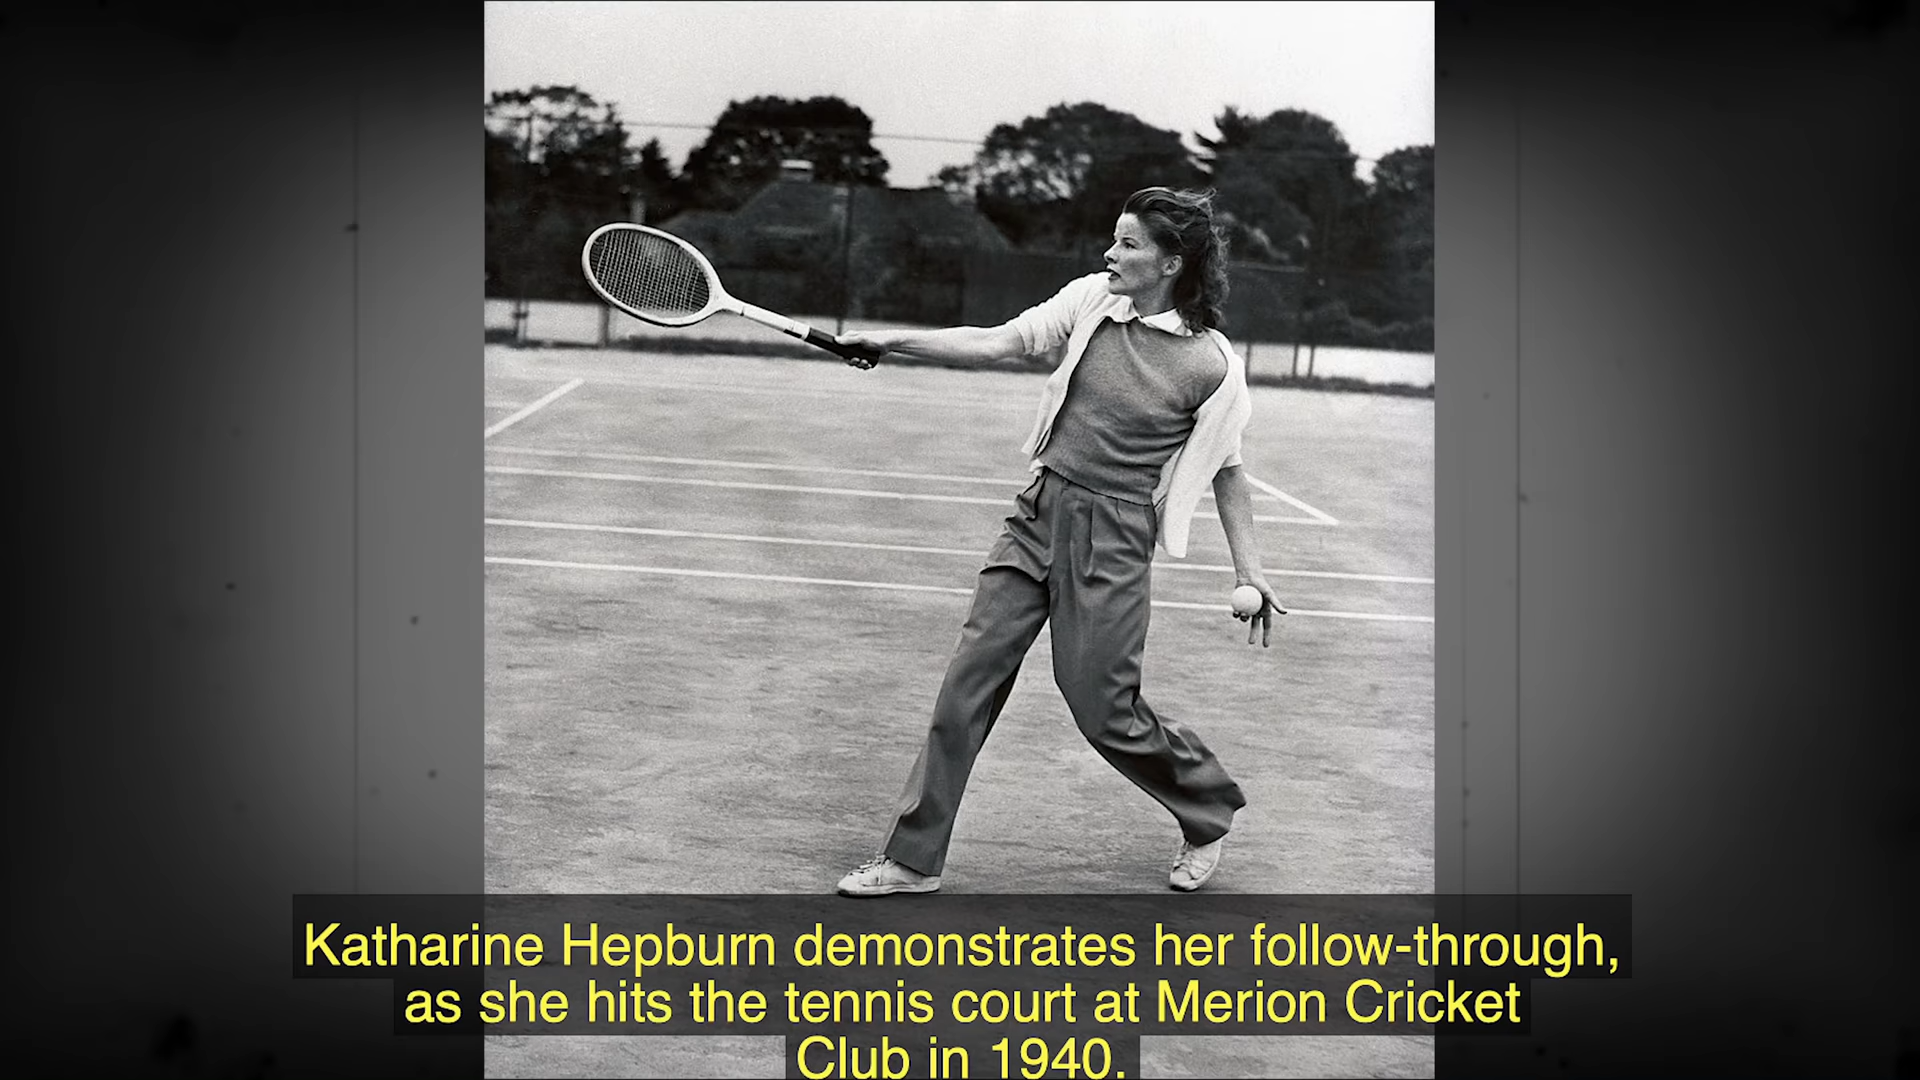 Katharine Hepburn demonstrates her follow-through,
as she hits the tennis court at Merion Cricket
Club in 1940.